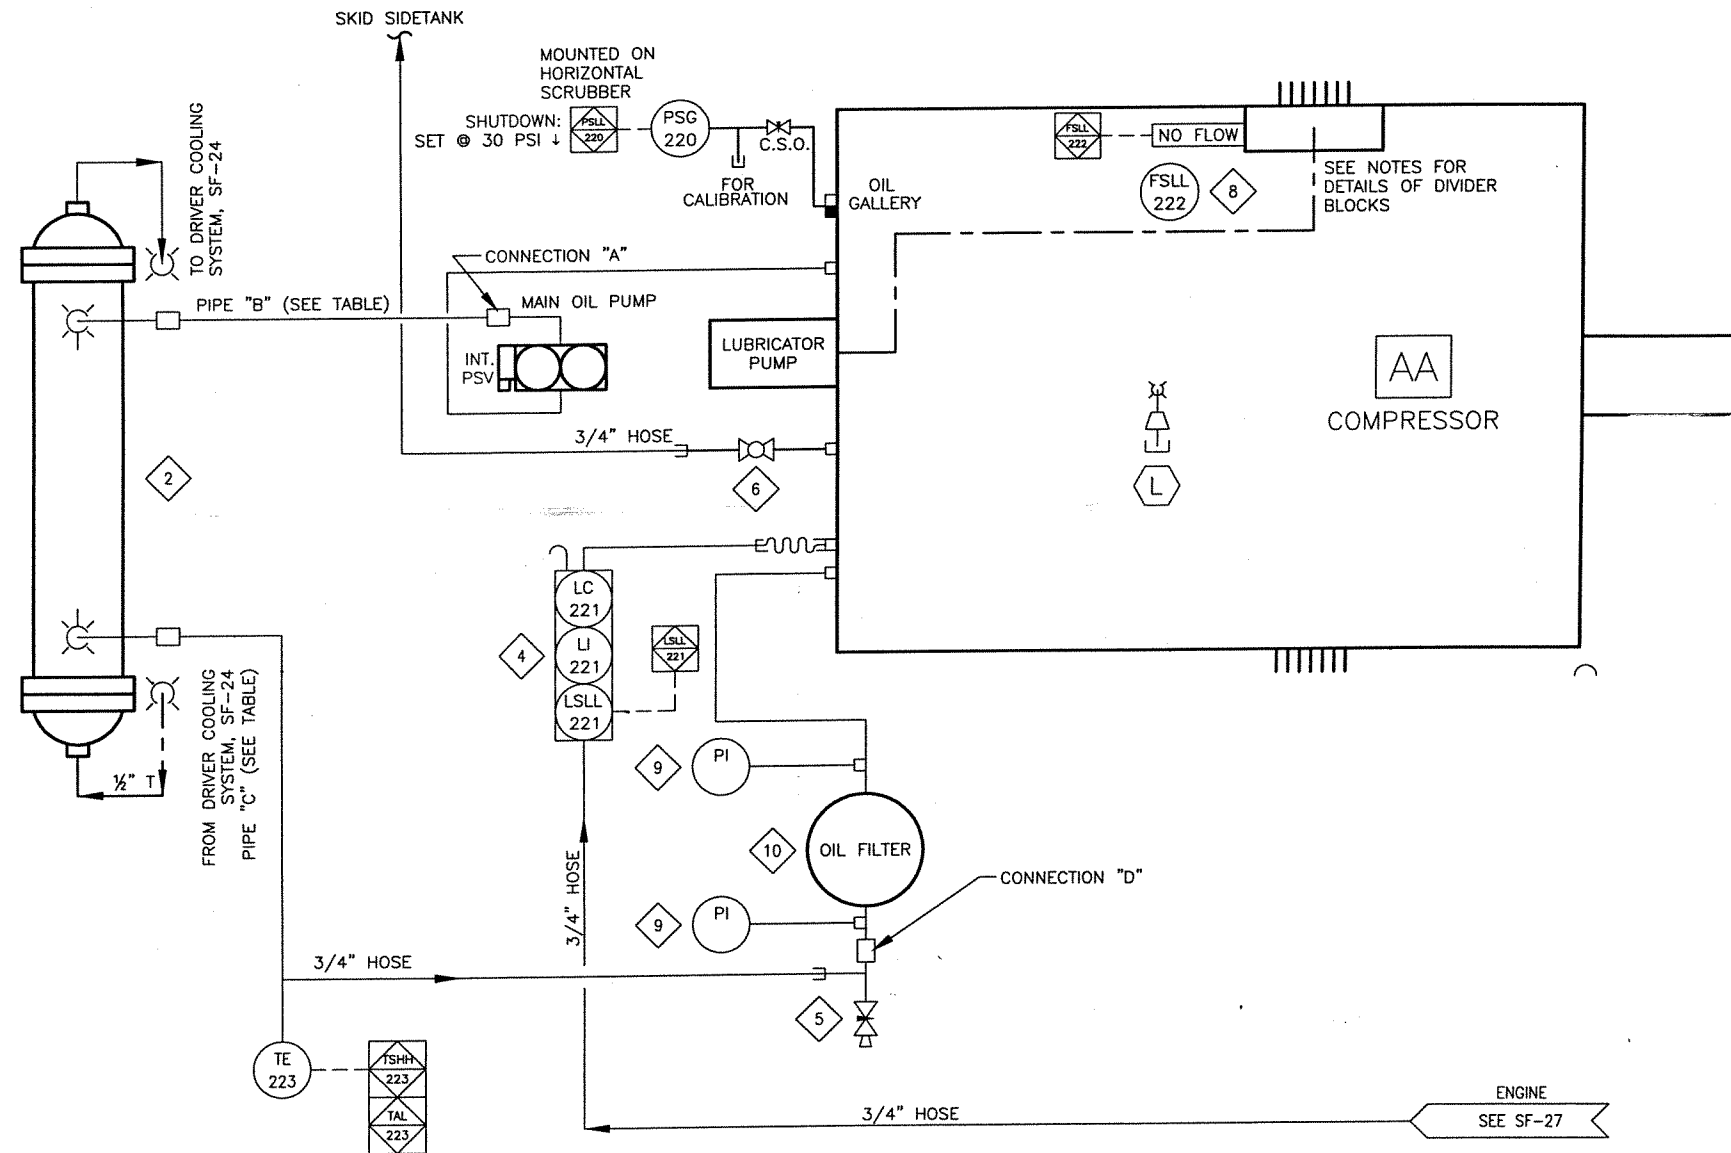 SKID SIDETANK
MOUNTED ON
HORIZONTAL
SCRUBBER
SHUTDOWN:
SET @ 30 PSI ↓
PSLL
220
PSG
220
C.S.O.
FOR
CALIBRATION
OIL
GALLERY
FSLL
222
NO FLOW
FSLL
222
8
SEE NOTES FOR
DETAILS OF DIVIDER
BLOCKS
TO DRIVER COOLING
SYSTEM, SF-24
CONNECTION "A"
PIPE "B" (SEE TABLE)
MAIN OIL PUMP
INT.
PSV
LUBRICATOR
PUMP
AA
COMPRESSOR
3/4" HOSE
6
L
2
LC
221
LI
221
LSLL
221
4
LSLL
221
FROM DRIVER COOLING
SYSTEM, SF-24
PIPE "C" (SEE TABLE)
½" T
9
PI
10
OIL FILTER
CONNECTION "D"
9
PI
3/4" HOSE
3/4" HOSE
5
TE
223
TSHH
223
TAL
223
3/4" HOSE
ENGINE
SEE SF-27